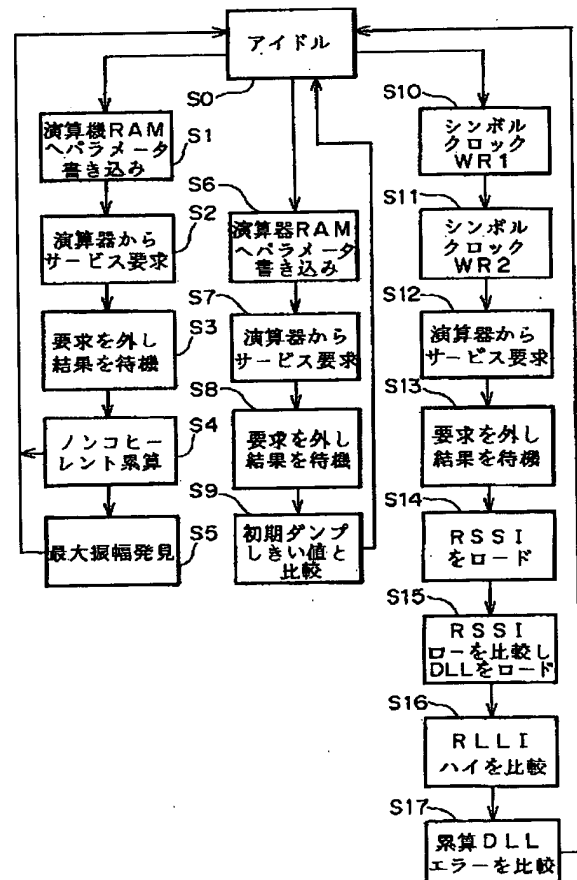 アイドル
S0
S1
演算機RAM
へパラメータ
書き込み
S2
演算器から
サービス要求
S3
要求を外し
結果を待機
S4
ノンコヒー
レント累算
S5
最大振幅発見
S6
演算器RAM
へパラメータ
書き込み
S7
演算器から
サービス要求
S8
要求を外し
結果を待機
S9
初期ダンプ
しきい値と
比較
S10
シンボル
クロック
WR1
S11
シンボル
クロック
WR2
S12
演算器から
サービス要求
S13
要求を外し
結果を待機
S14
RSSI
をロード
S15
RSSI
ローを比較し
DLLをロード
S16
RLLI
ハイを比較
S17
累算DLL
エラーを比較